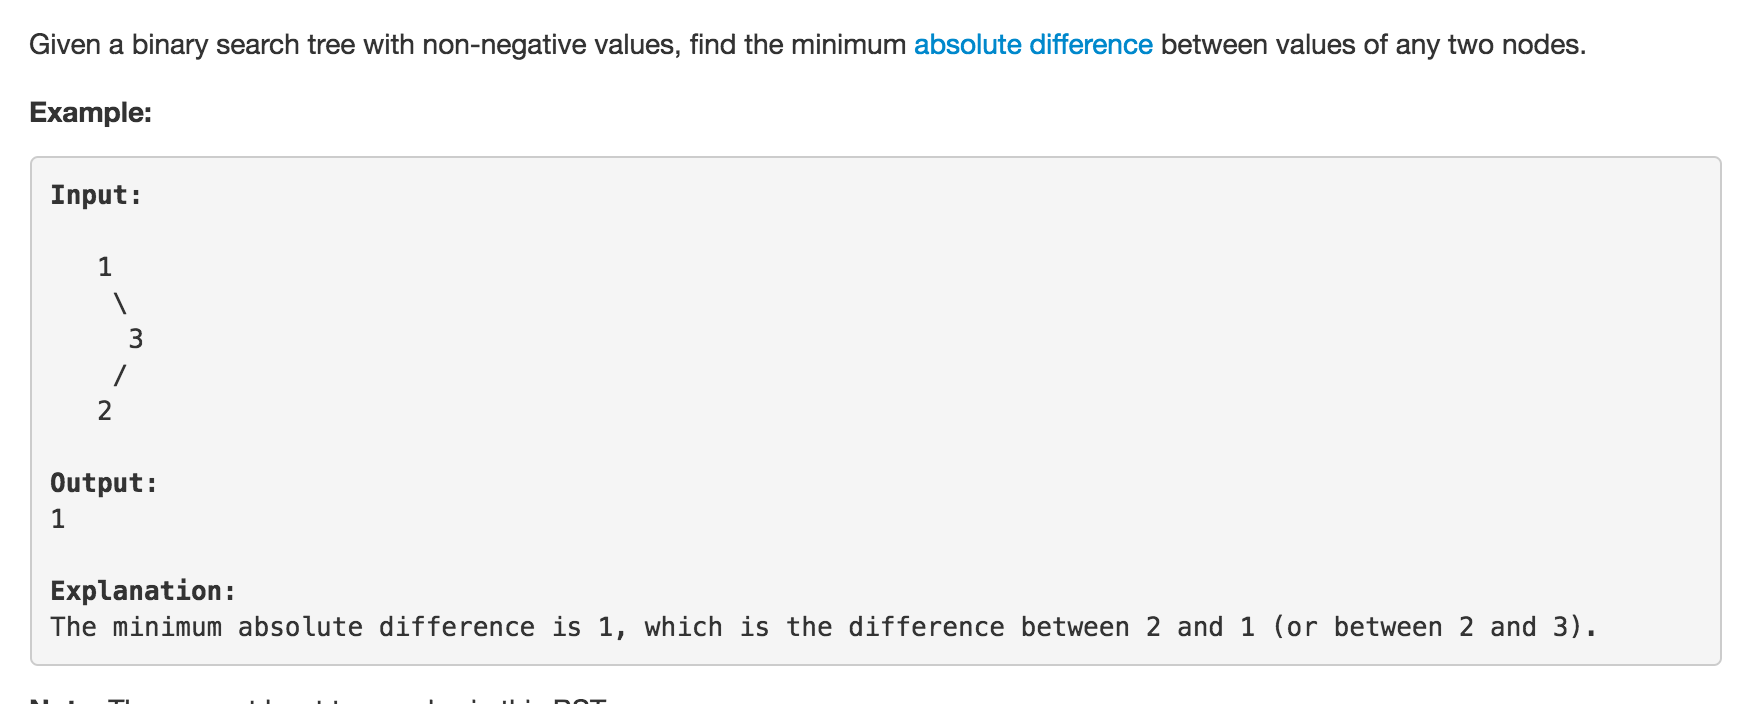 Given a binary search tree with non-negative values, find the minimum absolute difference between values of any two nodes.
Example:
Input:
1
\
3
/
2
Output:
1
Explanation:
The minimum absolute difference is 1, which is the difference between 2 and 1 (or between 2 and 3).